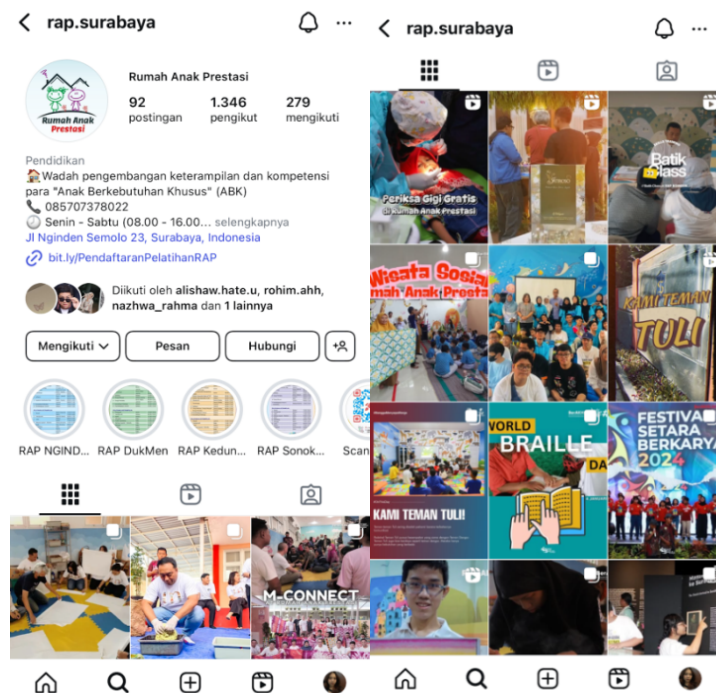 rap.surabaya
Rumah Anak Prestasi
Rumah Anak
Prestasi
92 1.346 279
postingan pengikut mengikuti
Pendidikan
Wadah pengembangan keterampilan dan kompetensi
para "Anak Berkebutuhan Khusus" (ABK)
085707378022
Senin - Sabtu (08.00 - 16.00... selengkapnya
Jl Nginden Semolo 23, Surabaya, Indonesia
bit.ly/PendaftaranPelatihanRAP
Diikuti oleh alishaw.hate.u, rohim.ahh,
nazhwa_rahma dan 1 lainnya
Mengikuti Pesan Hubungi
RAP NGIND... RAP DukMen RAP Kedun... RAP Sonok... Scan
M-CONNECT
rap.surabaya
Periksa Gigi Gratis
di Rumah Anak Prestasi
Batik
Glass
Wisata Sosial
mah Anak Presta
KAMI TEMAN
TULI
KAMI TEMAN TULI!
WORLD
BRAILLE
DA
FESTIVA
SETARA
BERKARYA
2024